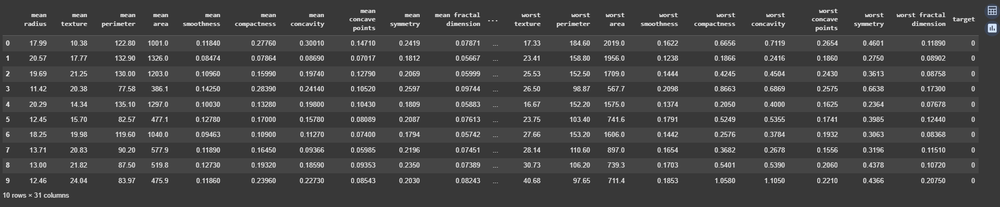 mean radius mean texture mean perimeter mean area mean smoothness mean compactness mean concavity mean concave points mean symmetry mean fractal dimension ... worst texture worst perimeter worst area worst smoothness worst compactness worst concavity worst concave points worst symmetry worst fractal dimension target
0 17.99 10.38 122.80 1001.0 0.11840 0.27760 0.30010 0.14710 0.2419 0.07871 ... 17.33 184.60 2019.0 0.1622 0.6656 0.7119 0.2654 0.4601 0.11890 0
1 20.57 17.77 132.90 1326.0 0.08474 0.07864 0.08690 0.07017 0.1812 0.05667 ... 23.41 158.80 1956.0 0.1238 0.1866 0.2416 0.1860 0.2750 0.08902 0
2 19.69 21.25 130.00 1203.0 0.10960 0.15990 0.19740 0.12790 0.2069 0.05999 ... 25.53 152.50 1709.0 0.1444 0.4245 0.4504 0.2430 0.3613 0.08758 0
3 11.42 20.38 77.58 386.1 0.14250 0.28390 0.24140 0.10520 0.2597 0.09744 ... 26.50 98.87 567.7 0.2098 0.8663 0.6869 0.2575 0.6638 0.17300 0
4 20.29 14.34 135.10 1297.0 0.10030 0.13280 0.19800 0.10430 0.1809 0.05883 ... 16.67 152.20 1575.0 0.1374 0.2050 0.4000 0.1625 0.2364 0.07678 0
5 12.45 15.70 82.57 477.1 0.12780 0.17000 0.15780 0.08089 0.2087 0.07613 ... 23.75 103.40 741.6 0.1791 0.5249 0.5355 0.1741 0.3985 0.12440 0
6 18.25 19.98 119.60 1040.0 0.09463 0.10900 0.11270 0.07400 0.1794 0.05742 ... 27.66 153.20 1606.0 0.1442 0.2576 0.3784 0.1932 0.3063 0.08368 0
7 13.71 20.83 90.20 577.9 0.11890 0.16450 0.09366 0.05985 0.2196 0.07451 ... 28.14 110.60 897.0 0.1654 0.3682 0.2678 0.1556 0.3196 0.11510 0
8 13.00 21.82 87.50 519.8 0.12730 0.19320 0.18590 0.09353 0.2350 0.07389 ... 30.73 106.20 739.3 0.1703 0.5401 0.5390 0.2060 0.4378 0.10720 0
9 12.46 24.04 83.97 475.9 0.11860 0.23960 0.22730 0.08543 0.2030 0.08243 ... 40.68 97.65 711.4 0.1853 1.0580 1.1050 0.2210 0.4366 0.20750 0
10 rows × 31 columns